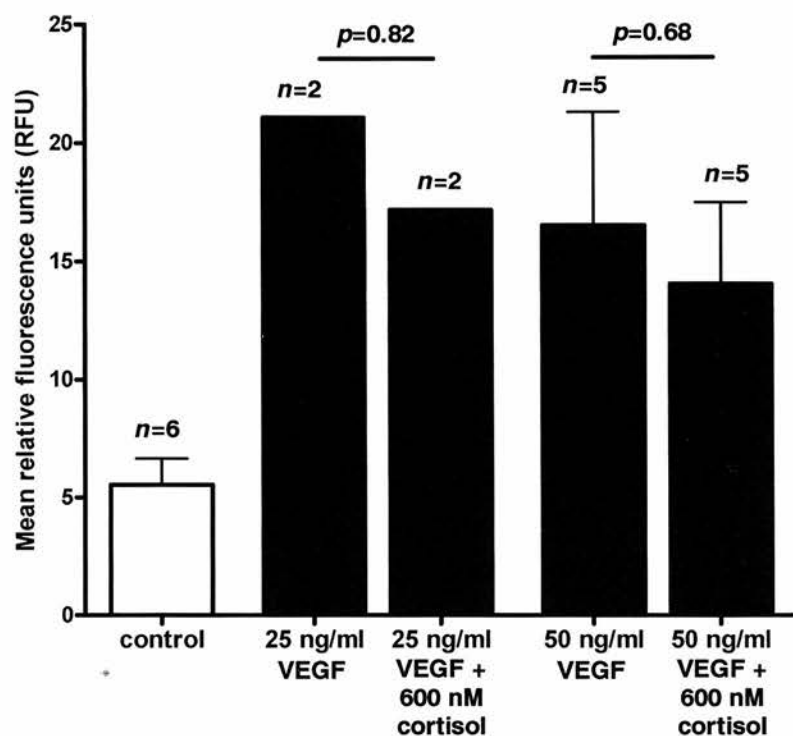 Mean relative fluorescence units (RFU)
25
20
15
10
5
0
p=0.82
p=0.68
n=6
n=2
n=2
n=5
n=5
control
25 ng/ml
VEGF
25 ng/ml
VEGF +
600 nM
cortisol
50 ng/ml
VEGF
50 ng/ml
VEGF +
600 nM
cortisol